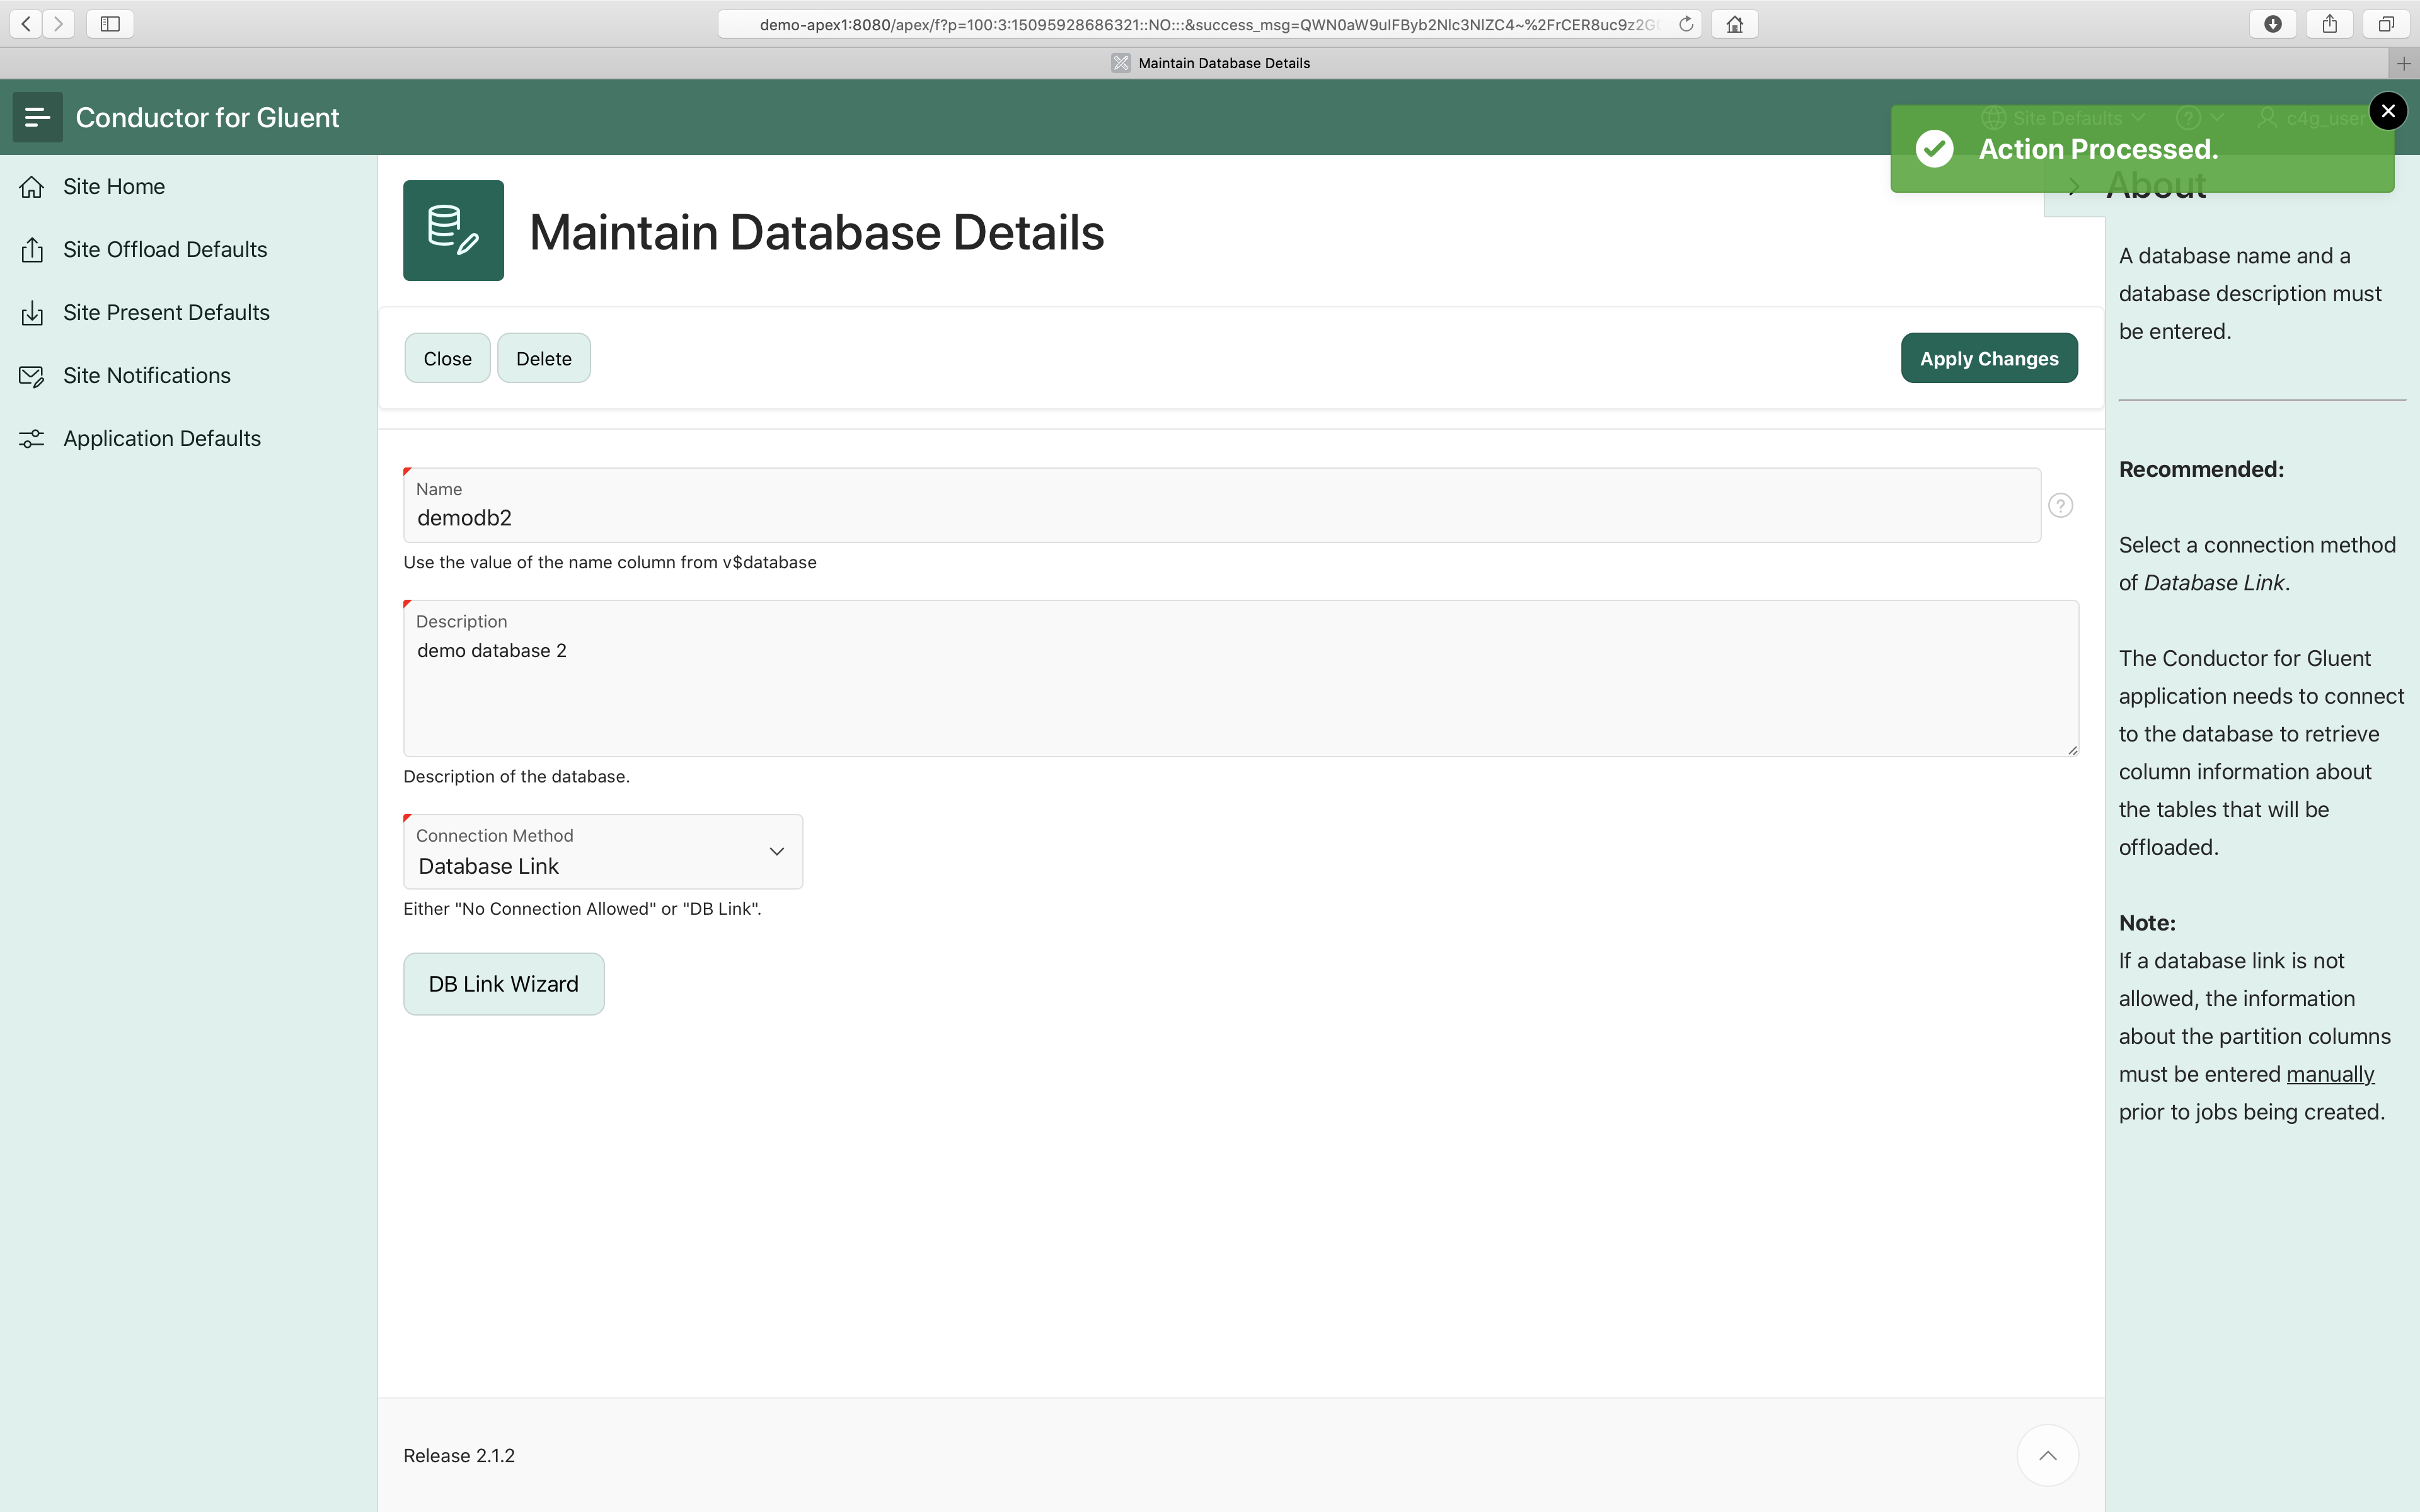 demo-apex1:8080/apex/f?p=100:3:15095928686321::NO:::&success_msg=QWN0aW9uIFByb2Nlc3NlZC4~%2FrCER8uc9z2G
Maintain Database Details
Conductor for Gluent
Site Defaults
c4g_user
Action Processed.
Site Home
Site Offload Defaults
Site Present Defaults
Site Notifications
Application Defaults
Maintain Database Details
Close
Delete
Apply Changes
Name
demodb2
Use the value of the name column from v$database
Description
demo database 2
Description of the database.
Connection Method
Database Link
Either "No Connection Allowed" or "DB Link".
DB Link Wizard
Release 2.1.2
About
A database name and a
database description must
be entered.
Recommended:
Select a connection method
of Database Link.
The Conductor for Gluent
application needs to connect
to the database to retrieve
column information about
the tables that will be
offloaded.
Note:
If a database link is not
allowed, the information
about the partition columns
must be entered manually
prior to jobs being created.